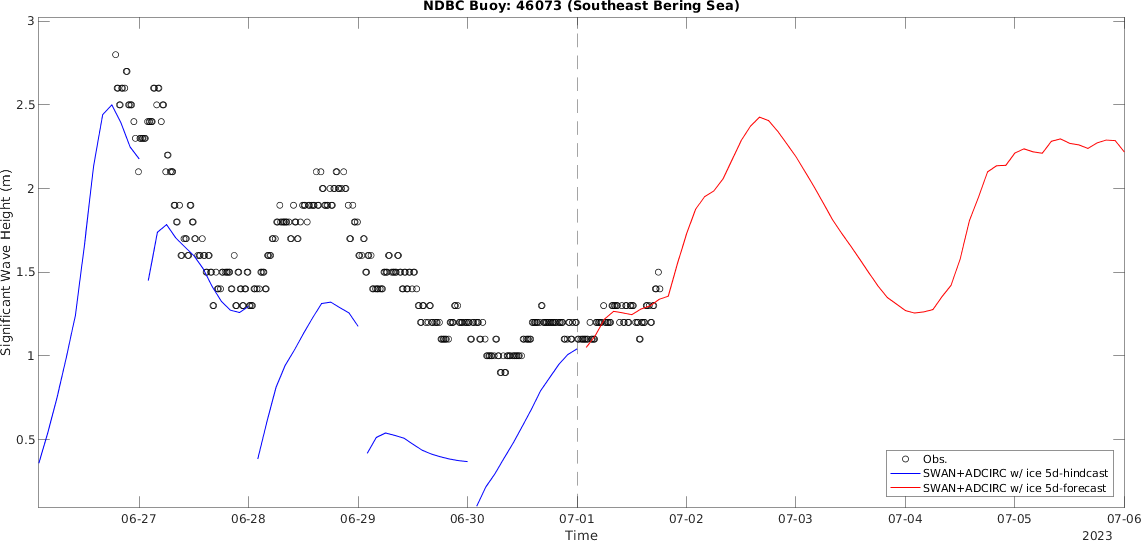 NDBC Buoy: 46073 (Southeast Bering Sea)
3
2.5
2
1.5
1
0.5
Significant Wave Height (m)
Obs.
SWAN+ADCIRC w/ ice 5d-hindcast
SWAN+ADCIRC w/ ice 5d-forecast
06-27 06-28 06-29 06-30 07-01 07-02 07-03 07-04 07-05 07-06
Time
2023